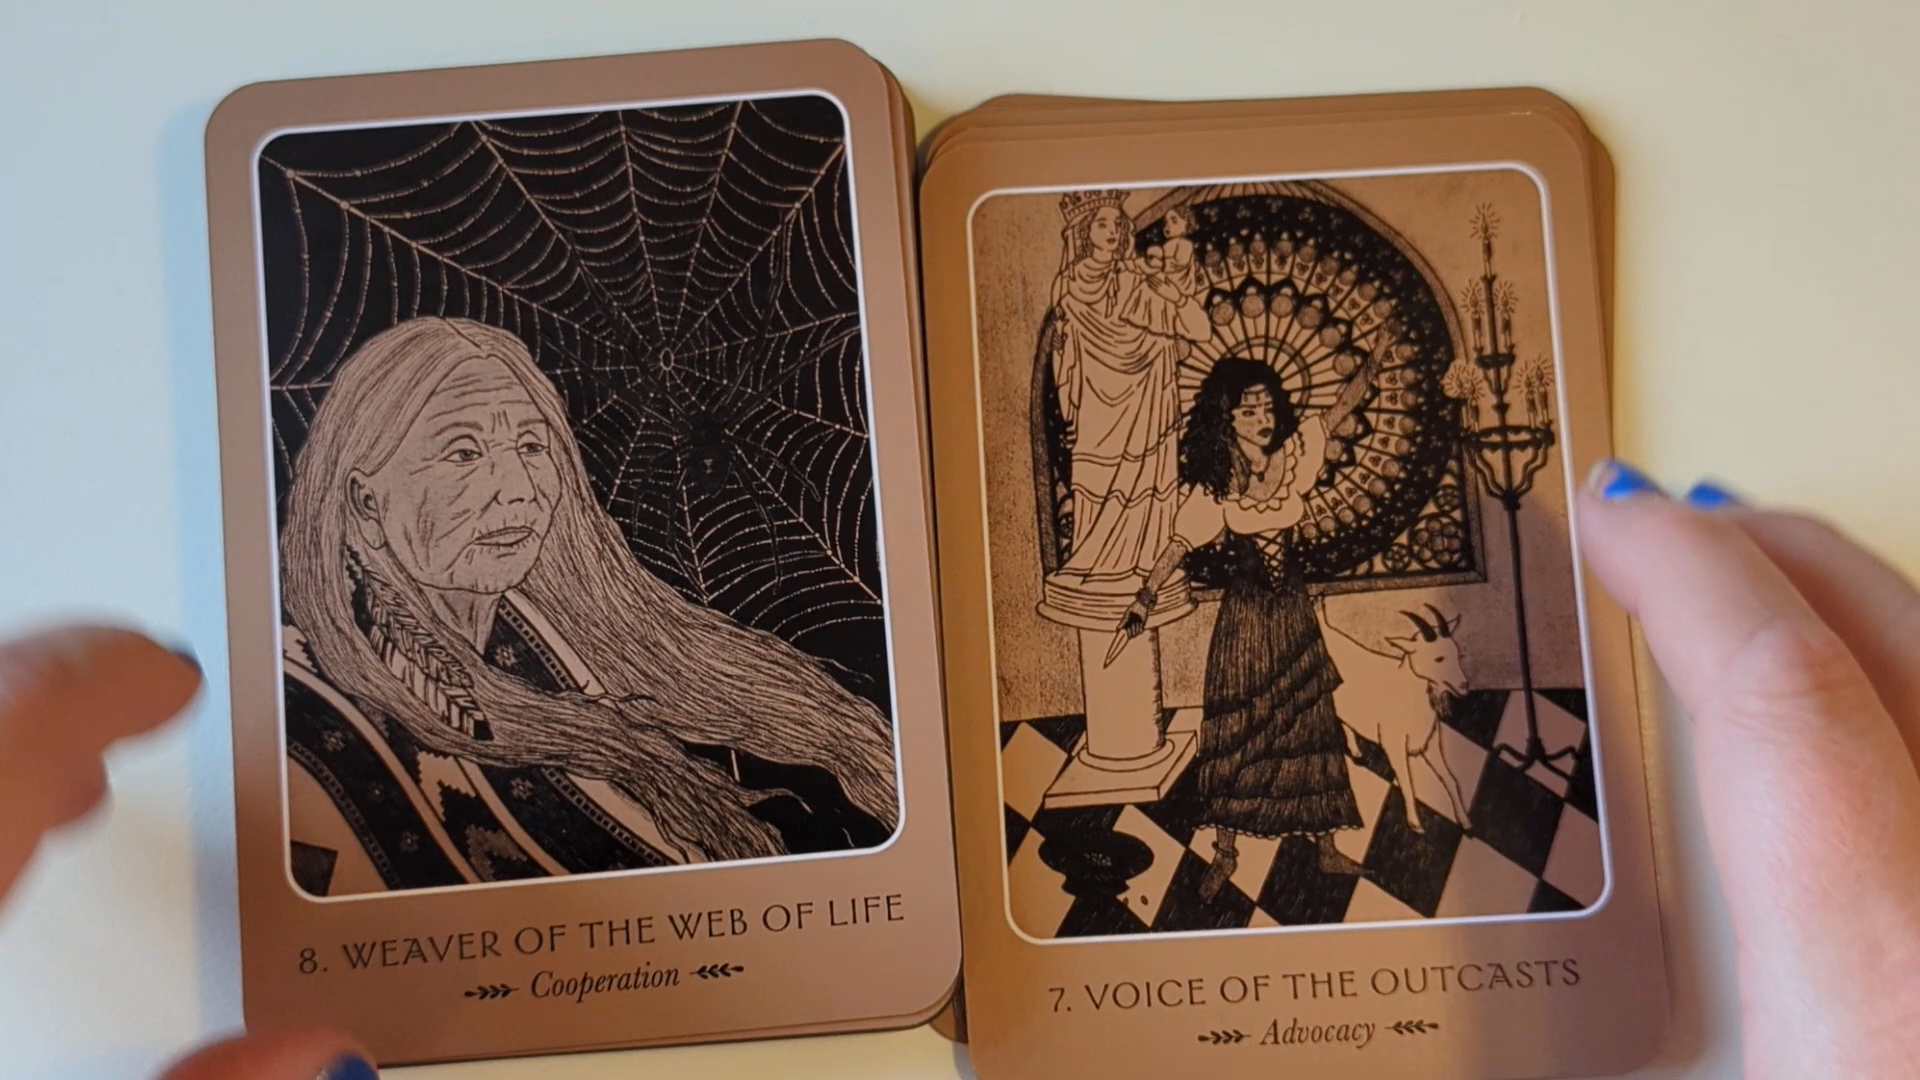 8. WEAVER OF THE WEB OF LIFE
Cooperation
7. VOICE OF THE OUTCASTS
Advocacy